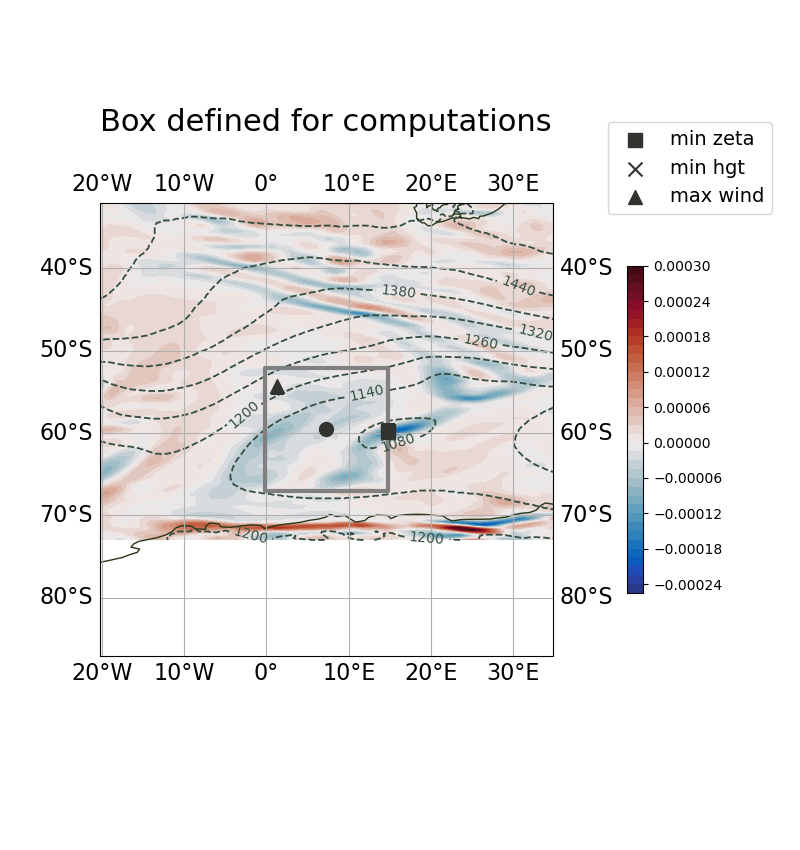 Box defined for computations
min zeta
min hgt
max wind
20°W 10°W 0° 10°E 20°E 30°E
40°S 40°S
50°S 50°S
60°S 60°S
70°S 70°S
80°S 80°S
20°W 10°W 0° 10°E 20°E 30°E
1440
1380
1320
1260
1200
1140
1080
1200
1200
0.00030
0.00024
0.00018
0.00012
0.00006
0.00000
−0.00006
−0.00012
−0.00018
−0.00024